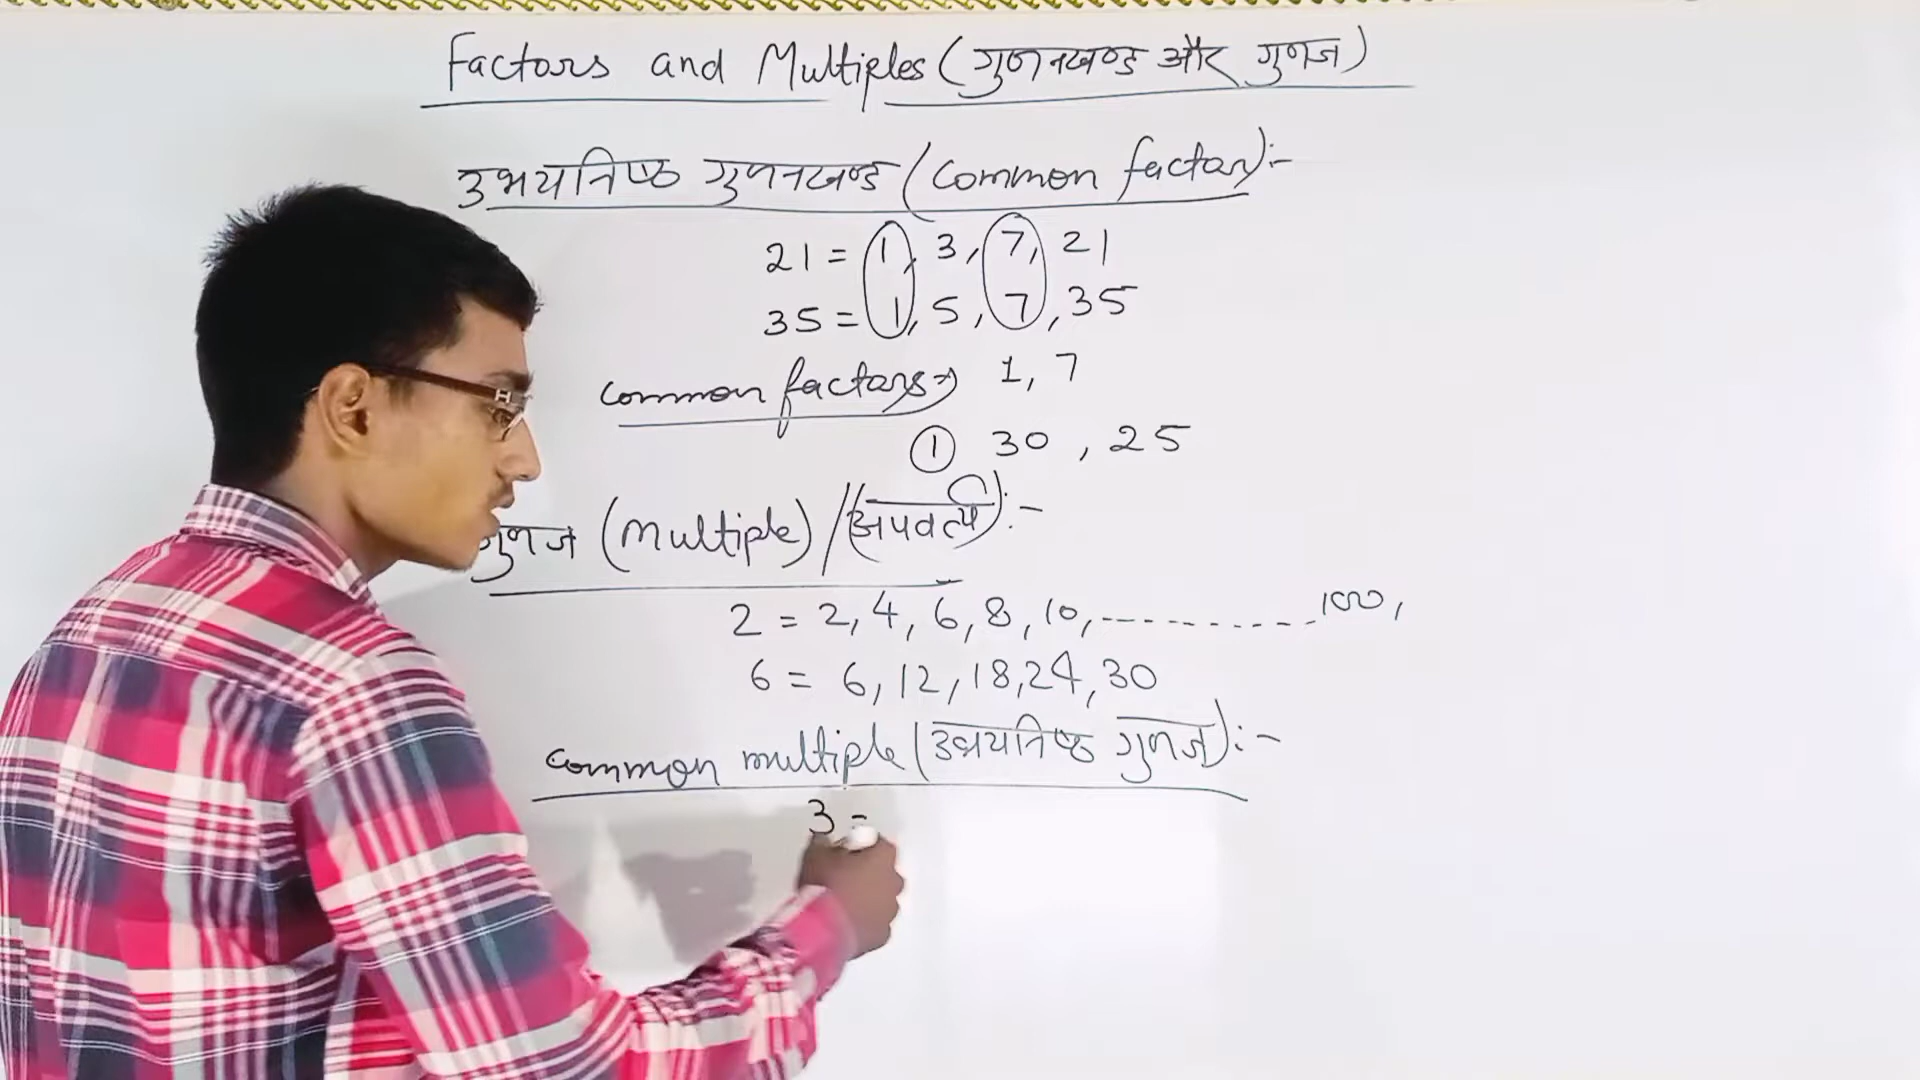 Factors and Multiples (गुणनखण्ड और गुणज)
उभयनिष्ठ गुणनखण्ड (Common factor):-
21 = 1, 3, 7, 21
35 = 1, 5, 7, 35
Common factors => 1, 7
① 30 , 25
गुणज (Multiple) / (अपवर्त्य) :-
2 = 2, 4, 6, 8, 10, ----------- 100,
6 = 6, 12, 18, 24, 30
Common multiple (उभयनिष्ठ गुणज) :-
3 =